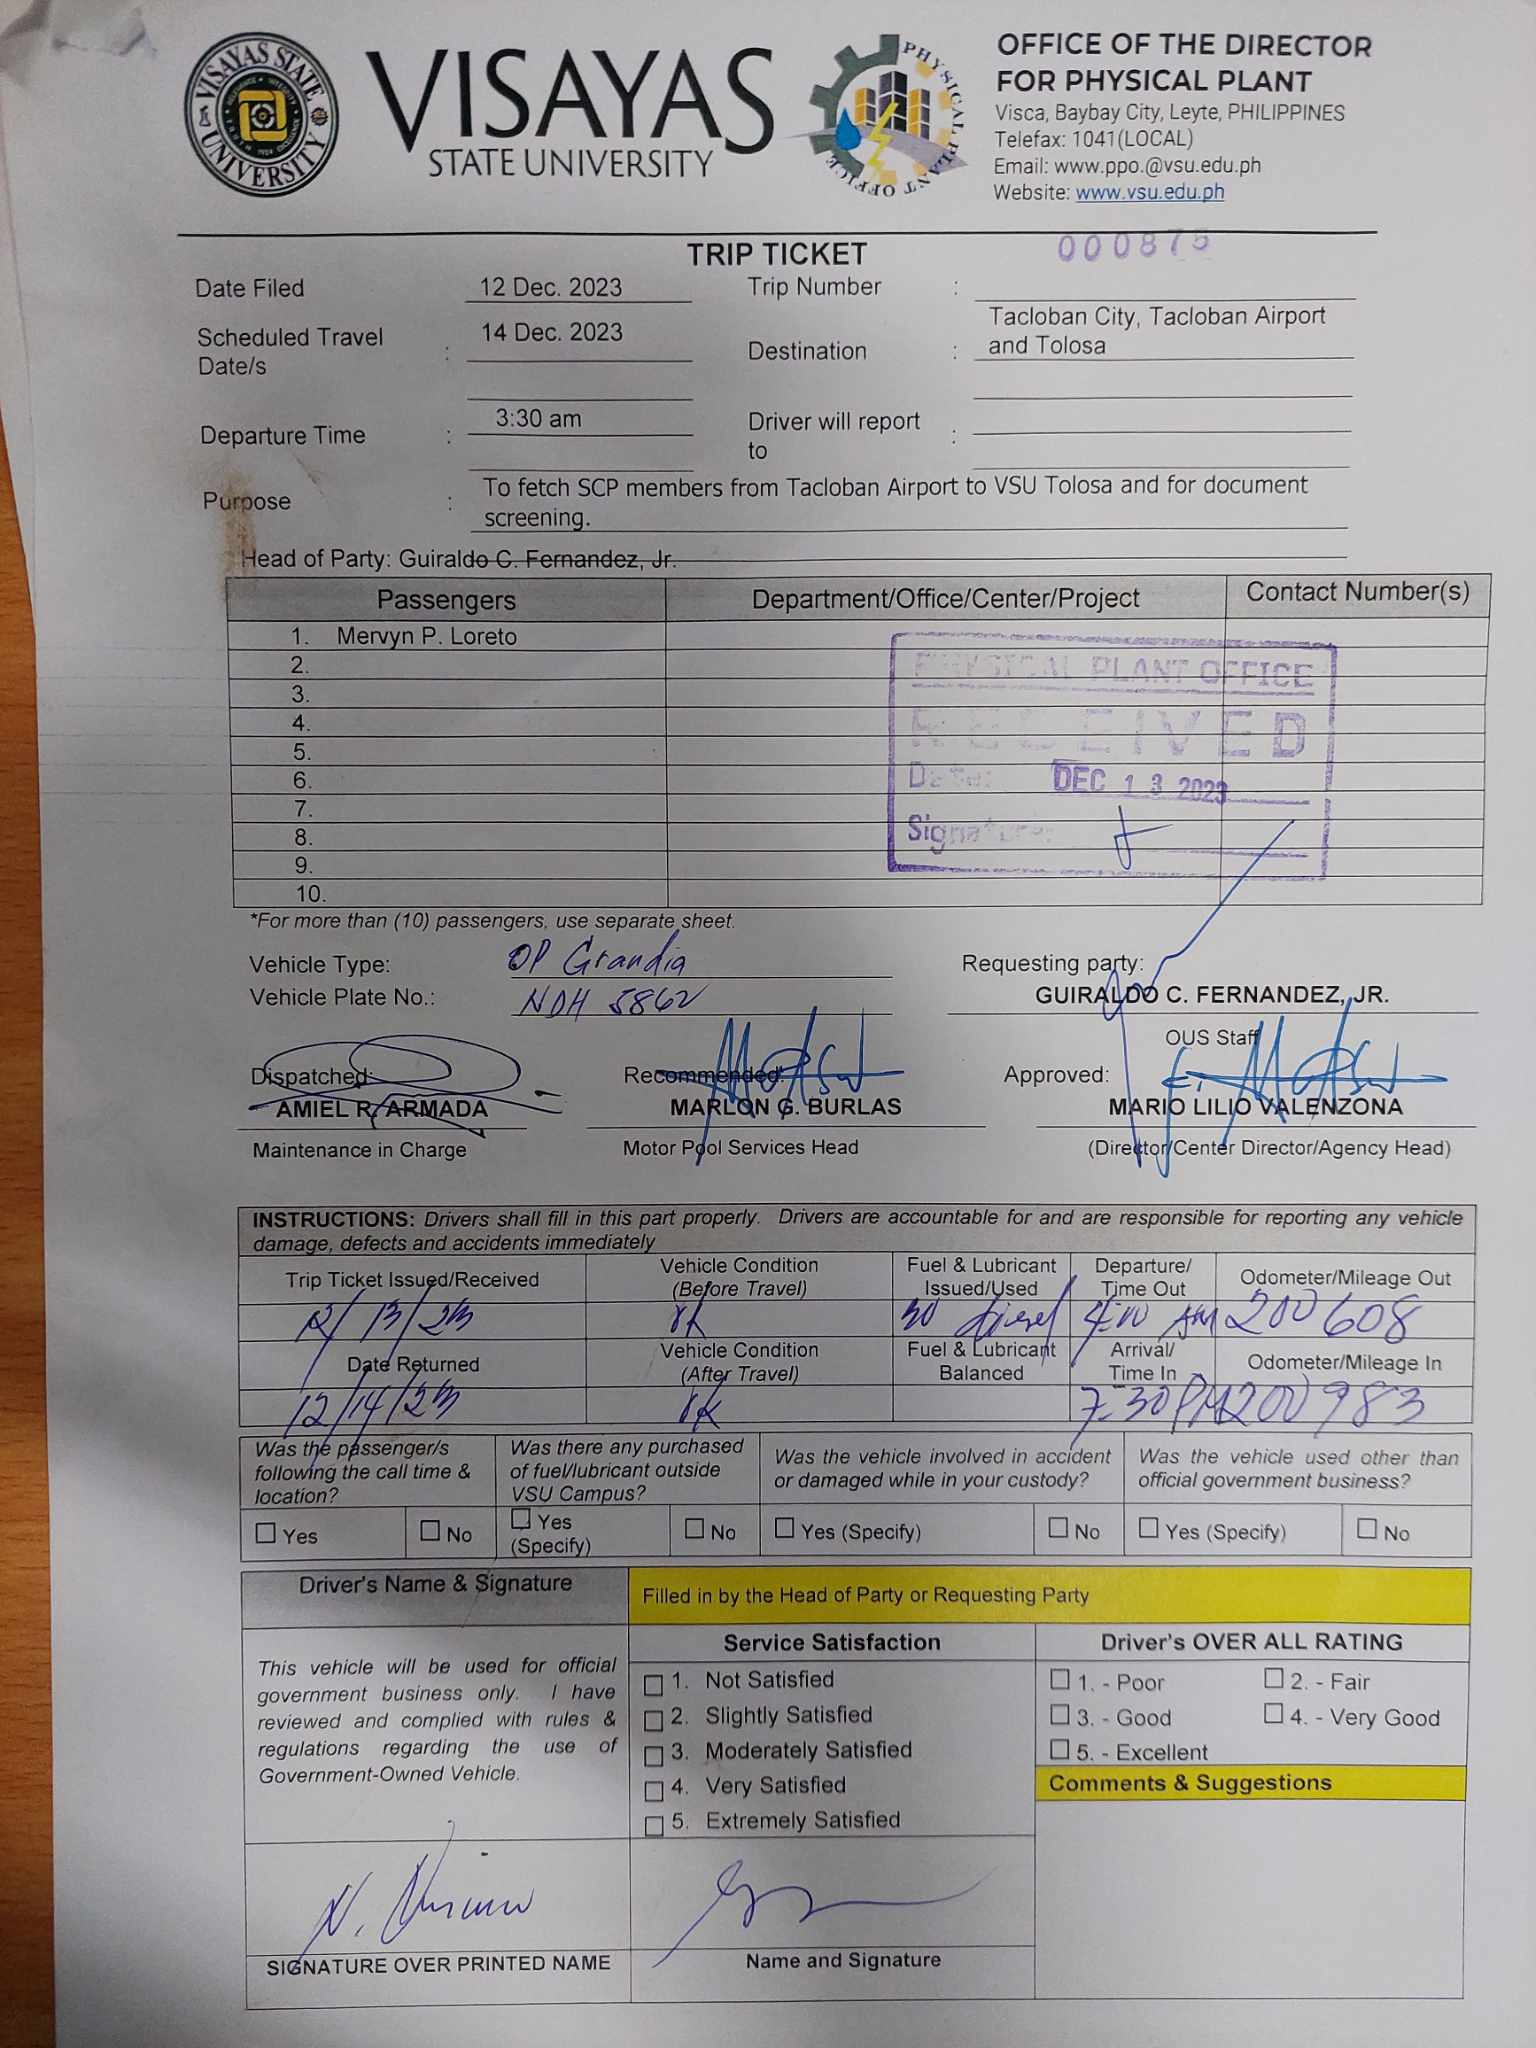 VISAYAS STATE UNIVERSITY
VISAYAS
STATE UNIVERSITY
PHYSICAL PLANT OFFICE
OFFICE OF THE DIRECTOR
FOR PHYSICAL PLANT
Visca, Baybay City, Leyte, PHILIPPINES
Telefax: 1041(LOCAL)
Email: www.ppo.@vsu.edu.ph
Website: www.vsu.edu.ph
TRIP TICKET
000875
Date Filed 12 Dec. 2023 Trip Number :
Scheduled Travel Date/s : 14 Dec. 2023 Destination : Tacloban City, Tacloban Airport and Tolosa
Departure Time : 3:30 am Driver will report to :
Purpose : To fetch SCP members from Tacloban Airport to VSU Tolosa and for document
screening.
Head of Party: Guiraldo C. Fernandez, Jr.
Passengers Department/Office/Center/Project Contact Number(s)
1. Mervyn P. Loreto
2.
3.
4.
5.
6.
7.
8.
9.
10.
PHYSICAL PLANT OFFICE
RECEIVED
Date: DEC 13 2023
Signature:
*For more than (10) passengers, use separate sheet.
Vehicle Type: OP Grandia Requesting party:
Vehicle Plate No.: NDH 5862 GUIRALDO C. FERNANDEZ, JR.
OUS Staff
Dispatched: Recommended: Approved:
AMIEL R. ARMADA MARLON G. BURLAS MARIO LILIO VALENZONA
Maintenance in Charge Motor Pool Services Head (Director/Center Director/Agency Head)
INSTRUCTIONS: Drivers shall fill in this part properly. Drivers are accountable for and are responsible for reporting any vehicle
damage, defects and accidents immediately
Trip Ticket Issued/Received Vehicle Condition (Before Travel) Fuel & Lubricant Issued/Used Departure/ Time Out Odometer/Mileage Out
12/13/23 OK 30 diesel 4:00 AM 200608
Date Returned Vehicle Condition (After Travel) Fuel & Lubricant Balanced Arrival/ Time In Odometer/Mileage In
12/14/23 OK 7:30 PM 200983
Was the passenger/s following the call time & location? Was there any purchased of fuel/lubricant outside VSU Campus? Was the vehicle involved in accident or damaged while in your custody? Was the vehicle used other than official government business?
Yes No Yes (Specify) No Yes (Specify) No Yes (Specify) No
Driver's Name & Signature Filled in by the Head of Party or Requesting Party
This vehicle will be used for official
government business only. I have
reviewed and complied with rules &
regulations regarding the use of
Government-Owned Vehicle.
Service Satisfaction
1. Not Satisfied
2. Slightly Satisfied
3. Moderately Satisfied
4. Very Satisfied
5. Extremely Satisfied
Driver's OVER ALL RATING
1. - Poor 2. - Fair
3. - Good 4. - Very Good
5. - Excellent
Comments & Suggestions
SIGNATURE OVER PRINTED NAME Name and Signature